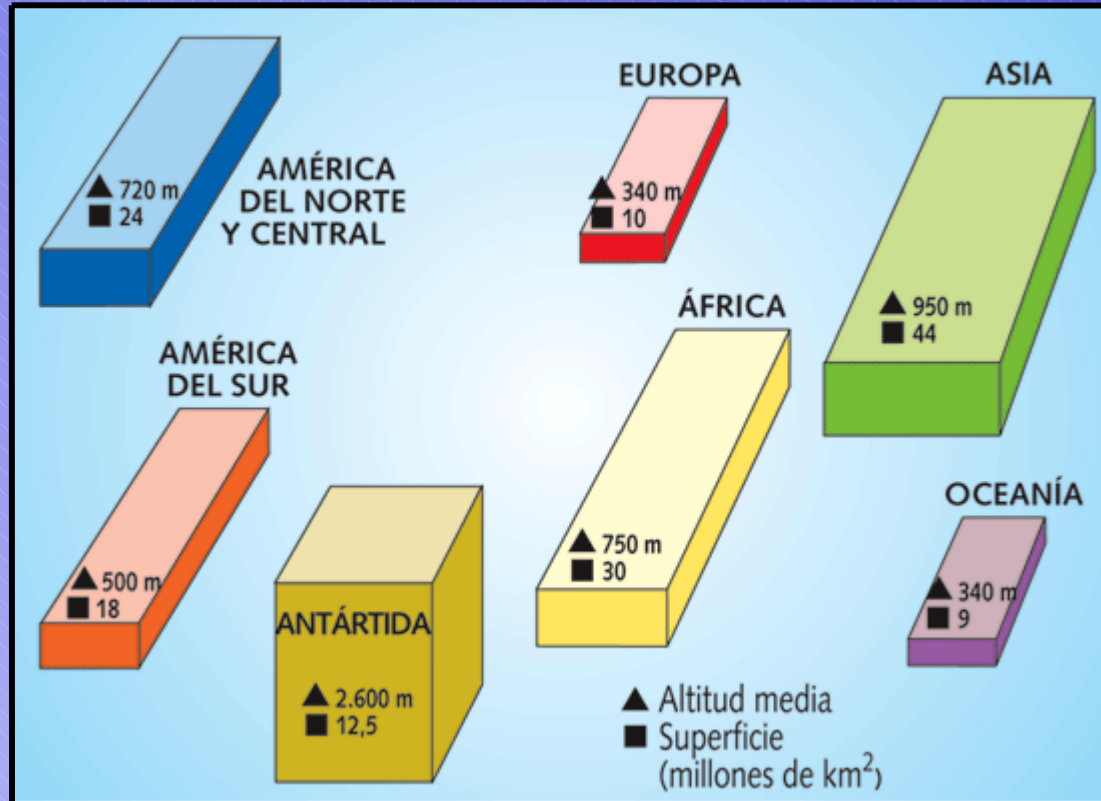 AMÉRICA
DEL NORTE
Y CENTRAL
▲ 720 m
■ 24
EUROPA
▲ 340 m
■ 10
ASIA
▲ 950 m
■ 44
AMÉRICA
DEL SUR
▲ 500 m
■ 18
ANTÁRTIDA
▲ 2.600 m
■ 12,5
ÁFRICA
▲ 750 m
■ 30
OCEANÍA
▲ 340 m
■ 9
▲ Altitud media
■ Superficie
(millones de km²)